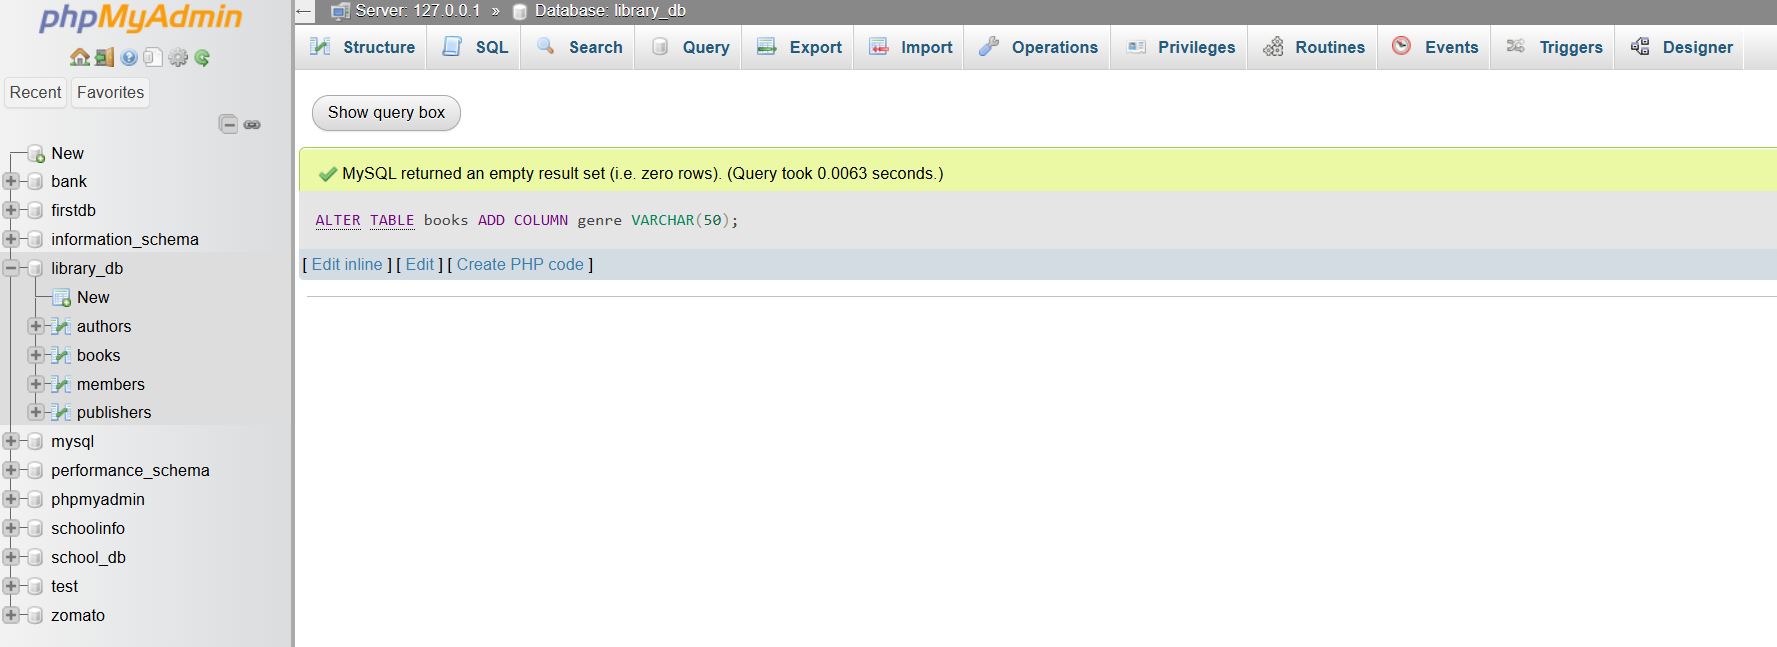 phpMyAdmin
Recent Favorites
New
bank
firstdb
information_schema
library_db
New
authors
books
members
publishers
mysql
performance_schema
phpmyadmin
schoolinfo
school_db
test
zomato
← Server: 127.0.0.1 » Database: library_db
Structure SQL Search Query Export Import Operations Privileges Routines Events Triggers Designer
Show query box
MySQL returned an empty result set (i.e. zero rows). (Query took 0.0063 seconds.)
ALTER TABLE books ADD COLUMN genre VARCHAR(50);
[ Edit inline ] [ Edit ] [ Create PHP code ]